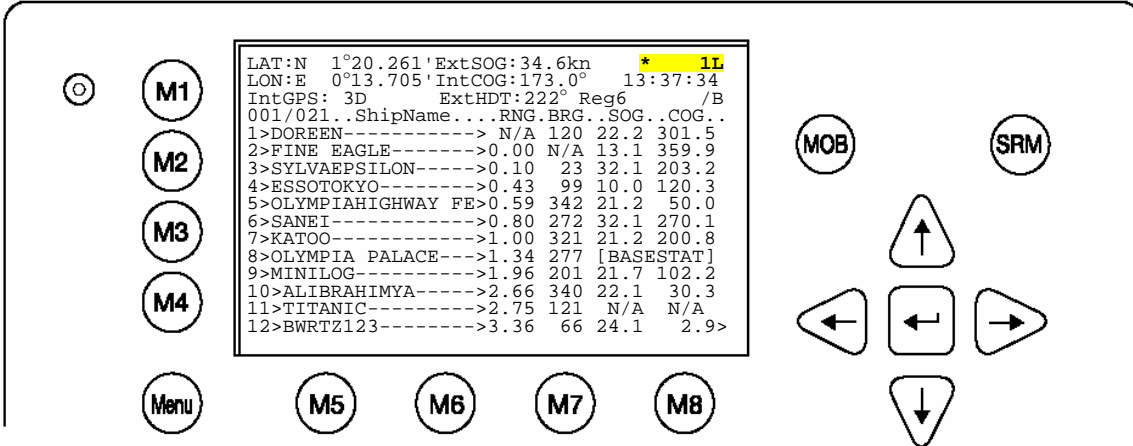 LAT:N 1°20.261'ExtSOG:34.6kn * 1L
LON:E 0°13.705'IntCOG:173.0° 13:37:34
IntGPS: 3D ExtHDT:222° Reg6 /B
001/021..ShipName....RNG.BRG..SOG..COG..
1>DOREEN-----------> N/A 120 22.2 301.5
2>FINE EAGLE------->0.00 N/A 13.1 359.9
3>SYLVAEPSILON----->0.10 23 32.1 203.2
4>ESSOTOKYO-------->0.43 99 10.0 120.3
5>OLYMPIAHIGHWAY FE>0.59 342 21.2 50.0
6>SANEI------------>0.80 272 32.1 270.1
7>KATOO------------>1.00 321 21.2 200.8
8>OLYMPIA PALACE--->1.34 277 [BASESTAT]
9>MINILOG---------->1.96 201 21.7 102.2
10>ALIBRAHIMYA----->2.66 340 22.1 30.3
11>TITANIC--------->2.75 121 N/A N/A
12>BWRTZ123-------->3.36 66 24.1 2.9>
M1
M2
M3
M4
Menu
M5
M6
M7
M8
MOB
SRM